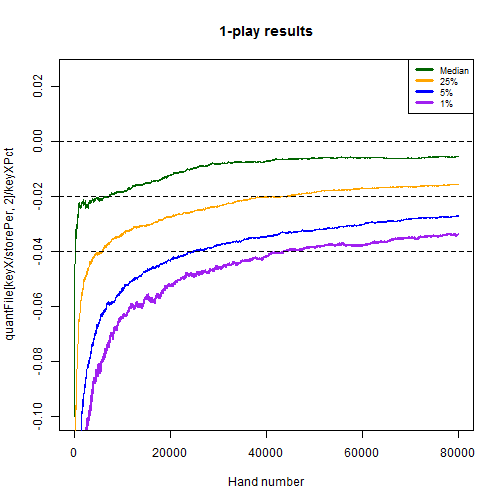 1-play results
Median
25%
5%
1%
quantFile[keyX/storePer, 2]/keyXPct
0.02
0.00
-0.02
-0.04
-0.06
-0.08
-0.10
0 20000 40000 60000 80000
Hand number